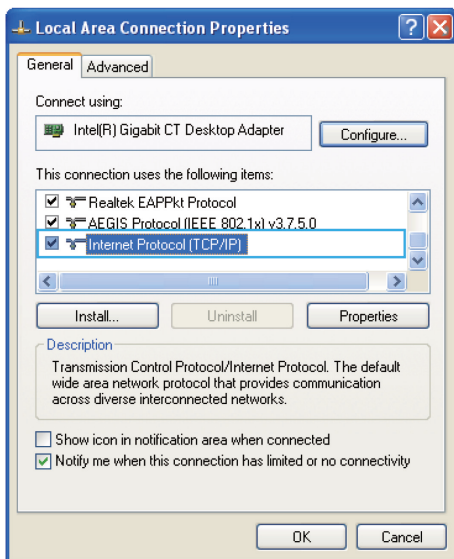 Local Area Connection Properties
General
Advanced
Connect using:
Intel(R) Gigabit CT Desktop Adapter
Configure...
This connection uses the following items:
Realtek EAPPkt Protocol
AEGIS Protocol (IEEE 802.1x) v3.7.5.0
Internet Protocol (TCP/IP)
Install...
Uninstall
Properties
Description
Transmission Control Protocol/Internet Protocol. The default
wide area network protocol that provides communication
across diverse interconnected networks.
Show icon in notification area when connected
Notify me when this connection has limited or no connectivity
OK
Cancel